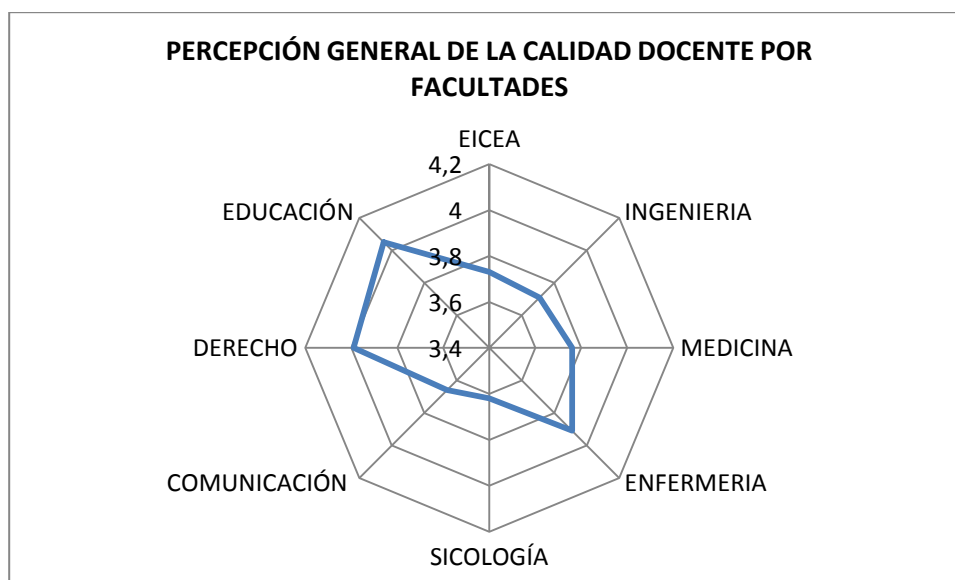 PERCEPCIÓN GENERAL DE LA CALIDAD DOCENTE POR
FACULTADES
EICEA
4,2
EDUCACIÓN
4
INGENIERIA
3,8
3,6
DERECHO
3,4
MEDICINA
COMUNICACIÓN
ENFERMERIA
SICOLOGÍA